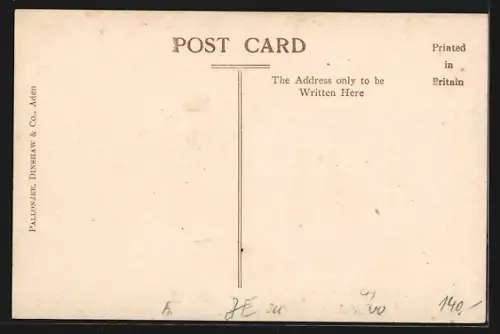 POST CARD
Printed
in
Britain
The Address only to be
Written Here
PALLONJEE, DINSHAW & Co., Aden
140,-